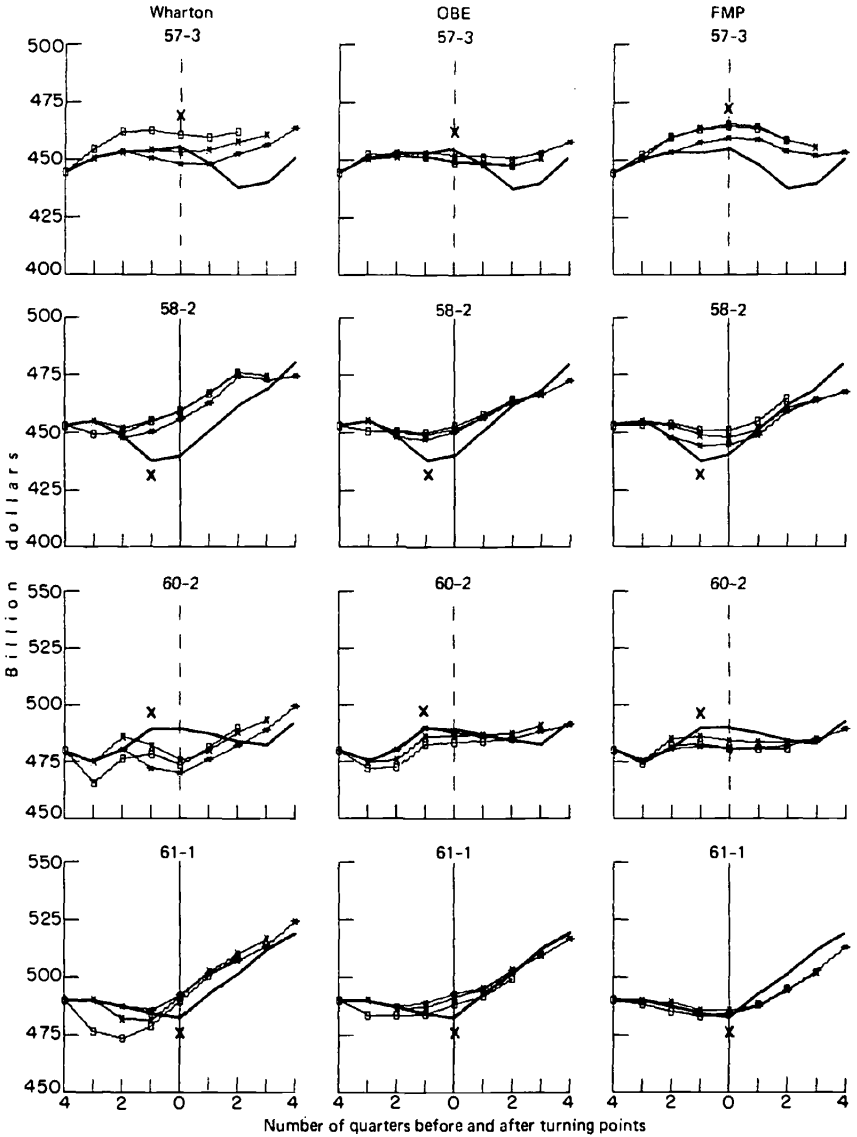 Wharton OBE FMP
57-3 57-3 57-3
500
475
450
425
400
58-2 58-2 58-2
500
475
450
425
400
Billion dollars
60-2 60-2 60-2
550
525
500
475
450
61-1 61-1 61-1
550
525
500
475
450
4 2 0 2 4 2 0 2 4 2 0 2 4
Number of quarters before and after turning points